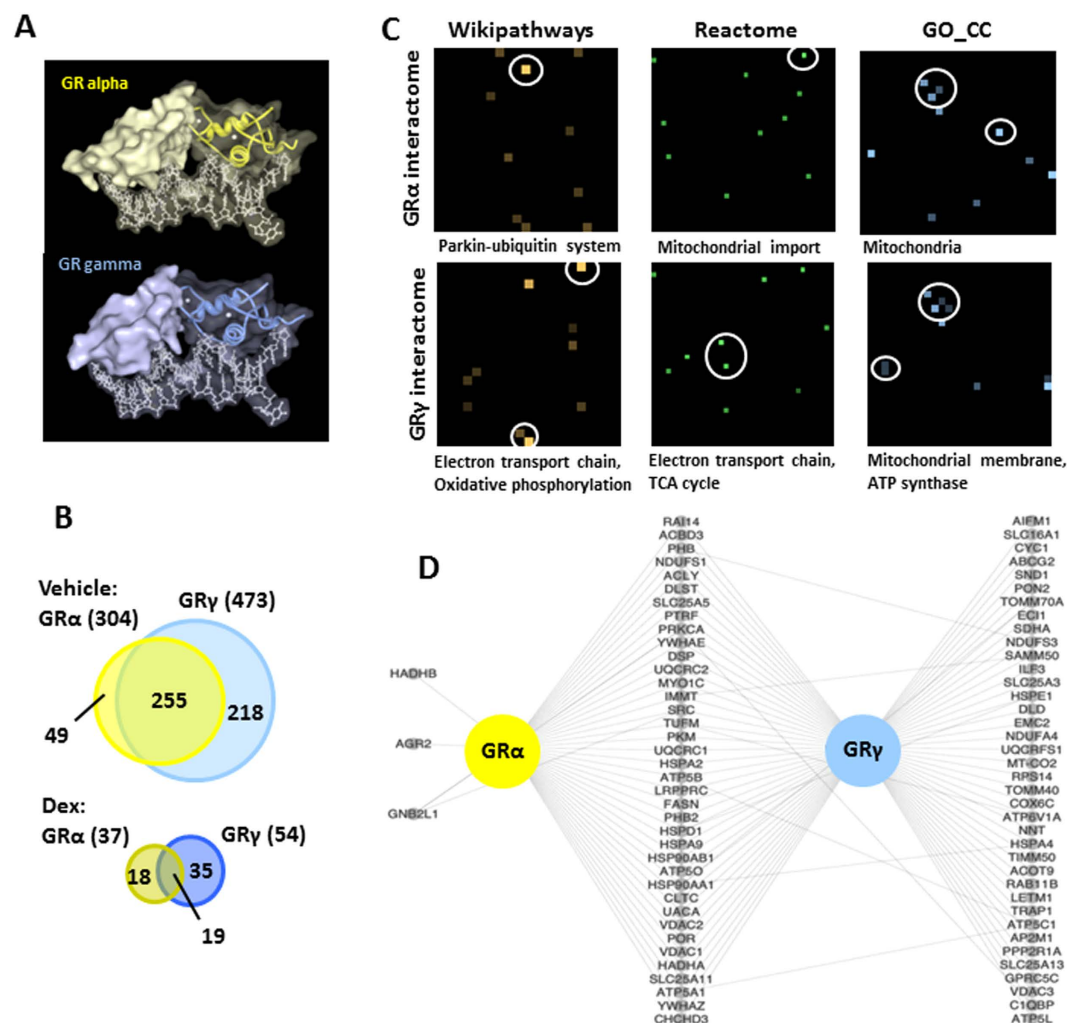 A
GR alpha
GR gamma
B
Vehicle:
GRα (304)
GRγ (473)
255
218
49
Dex:
GRα (37)
GRγ (54)
18
35
19
C
Wikipathways
Reactome
GO_CC
GRα interactome
Parkin-ubiquitin system
Mitochondrial import
Mitochondria
GRγ interactome
Electron transport chain,
Oxidative phosphorylation
Electron transport chain,
TCA cycle
Mitochondrial membrane,
ATP synthase
D
HADHB
AGR2
GNB2L1
GRα
RAI14
ACBD3
PHB
NDUFS1
ACLY
DLST
SLC25A5
PTRF
PRKCA
YWHAE
DSP
UQCRC2
MYO1C
IMMT
SRC
TUFM
PKM
UQCRC1
HSPA2
ATP5B
LRPPRC
FASN
PHB2
HSPD1
HSPA9
HSP90AB1
ATP5O
HSP90AA1
CLTC
UACA
VDAC2
POR
VDAC1
HADHA
SLC25A11
ATP5A1
YWHAZ
CHCHD3
GRγ
AIFM1
SLC16A1
CYC1
ABCG2
SND1
PON2
TOMM70A
ECI1
SDHA
NDUFS3
SAMM50
ILF3
SLC25A3
HSPE1
DLD
EMC2
NDUFA4
UQCRFS1
MT-CO2
RPS14
TOMM40
COX6C
ATP6V1A
NNT
HSPA4
TIMM50
ACOT9
RAB11B
LETM1
TRAP1
ATP5C1
AP2M1
PPP2R1A
SLC25A13
GPRC5C
VDAC3
C1QBP
ATP5L